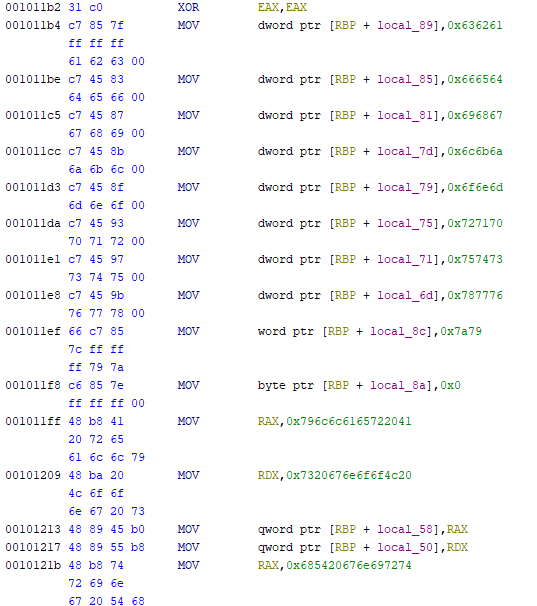 001011b2 31 c0 XOR EAX,EAX
001011b4 c7 85 7f MOV dword ptr [RBP + local_89],0x636261
ff ff ff
61 62 63 00
001011be c7 45 83 MOV dword ptr [RBP + local_85],0x666564
64 65 66 00
001011c5 c7 45 87 MOV dword ptr [RBP + local_81],0x696867
67 68 69 00
001011cc c7 45 8b MOV dword ptr [RBP + local_7d],0x6c6b6a
6a 6b 6c 00
001011d3 c7 45 8f MOV dword ptr [RBP + local_79],0x6f6e6d
6d 6e 6f 00
001011da c7 45 93 MOV dword ptr [RBP + local_75],0x727170
70 71 72 00
001011e1 c7 45 97 MOV dword ptr [RBP + local_71],0x757473
73 74 75 00
001011e8 c7 45 9b MOV dword ptr [RBP + local_6d],0x787776
76 77 78 00
001011ef 66 c7 85 MOV word ptr [RBP + local_8c],0x7a79
7c ff ff
ff 79 7a
001011f8 c6 85 7e MOV byte ptr [RBP + local_8a],0x0
ff ff ff 00
001011ff 48 b8 41 MOV RAX,0x796c6c6165722041
20 72 65
61 6c 6c 79
00101209 48 ba 20 MOV RDX,0x7320676e6f6f4c20
4c 6f 6f
6e 67 20 73
00101213 48 89 45 b0 MOV qword ptr [RBP + local_58],RAX
00101217 48 89 55 b8 MOV qword ptr [RBP + local_50],RDX
0010121b 48 b8 74 MOV RAX,0x685420676e697274
72 69 6e
67 20 54 68